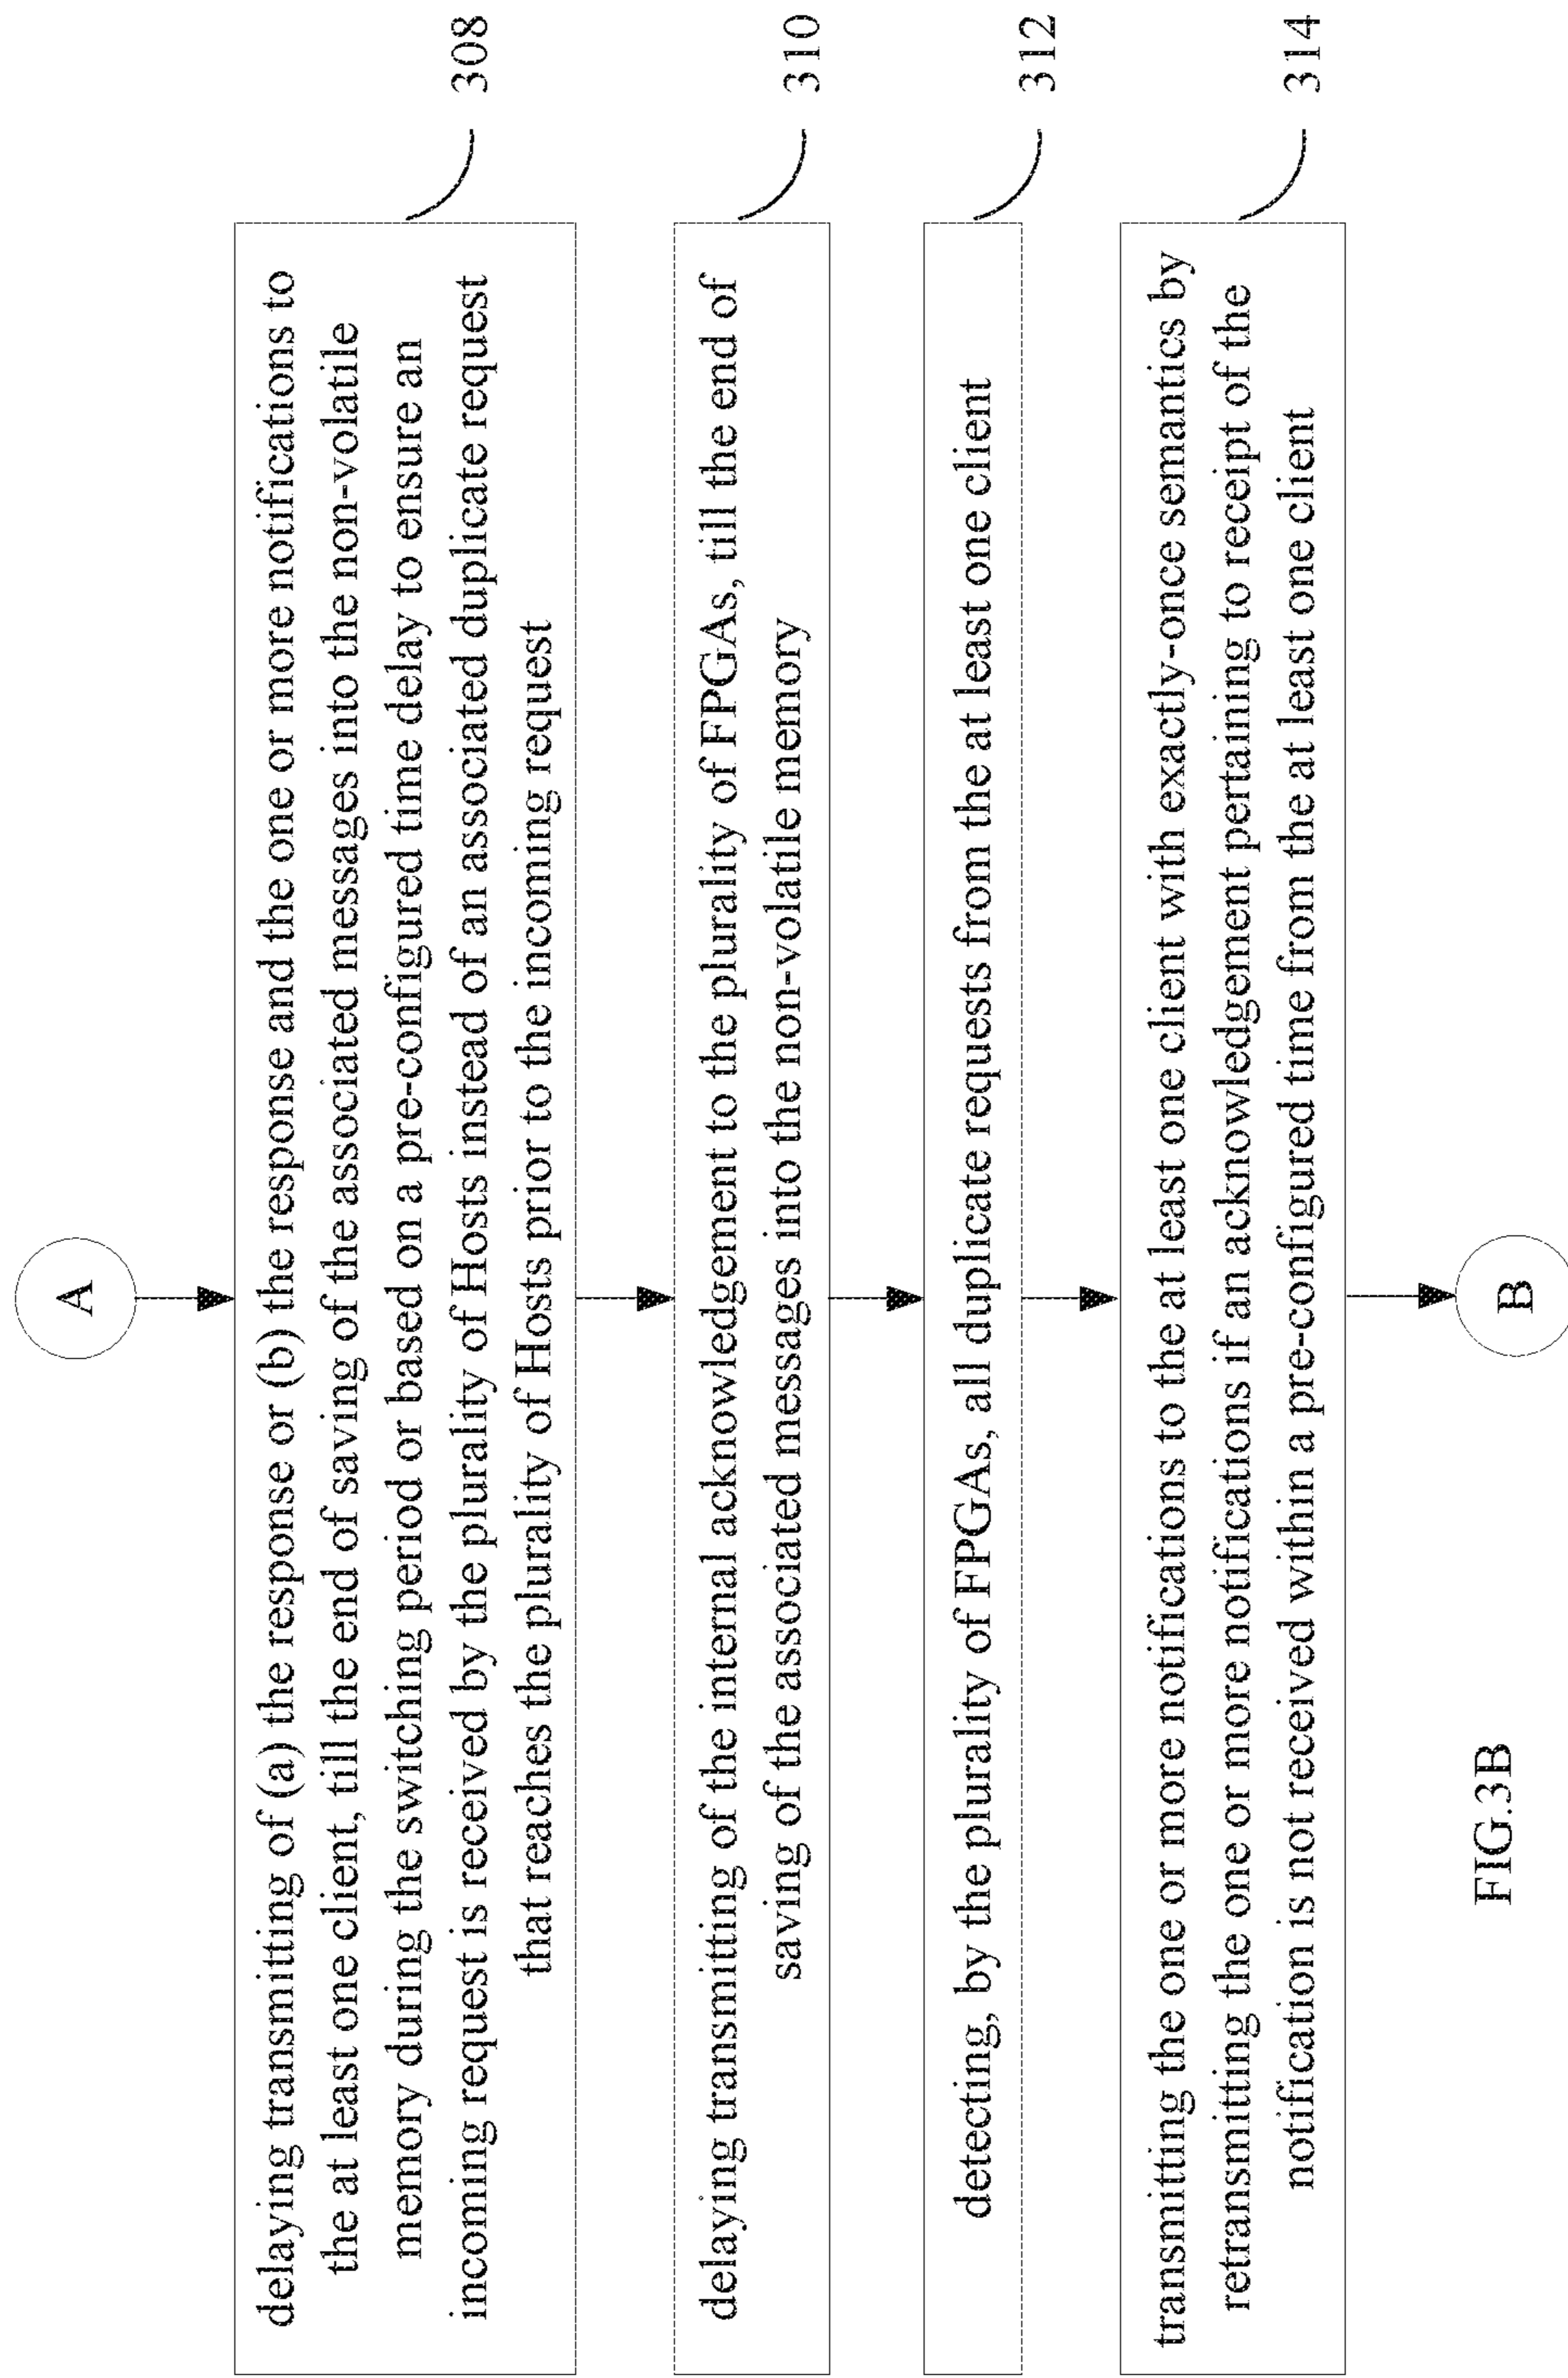 A
delaying transmitting of (a) the response or (b) the response and the one or more notifications to
the at least one client, till the end of saving of the associated messages into the non-volatile
memory during the switching period or based on a pre-configured time delay to ensure an
incoming request is received by the plurality of Hosts instead of an associated duplicate request
that reaches the plurality of Hosts prior to the incoming request
308
delaying transmitting of the internal acknowledgement to the plurality of FPGAs, till the end of
saving of the associated messages into the non-volatile memory
310
detecting, by the plurality of FPGAs, all duplicate requests from the at least one client
312
transmitting the one or more notifications to the at least one client with exactly-once semantics by
retransmitting the one or more notifications if an acknowledgement pertaining to receipt of the
notification is not received within a pre-configured time from the at least one client
314
B
FIG.3B